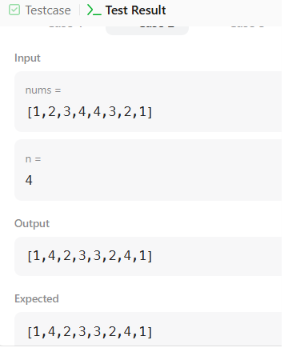 Testcase >_ Test Result
Input
nums =
[1,2,3,4,4,3,2,1]
n =
4
Output
[1,4,2,3,3,2,4,1]
Expected
[1,4,2,3,3,2,4,1]